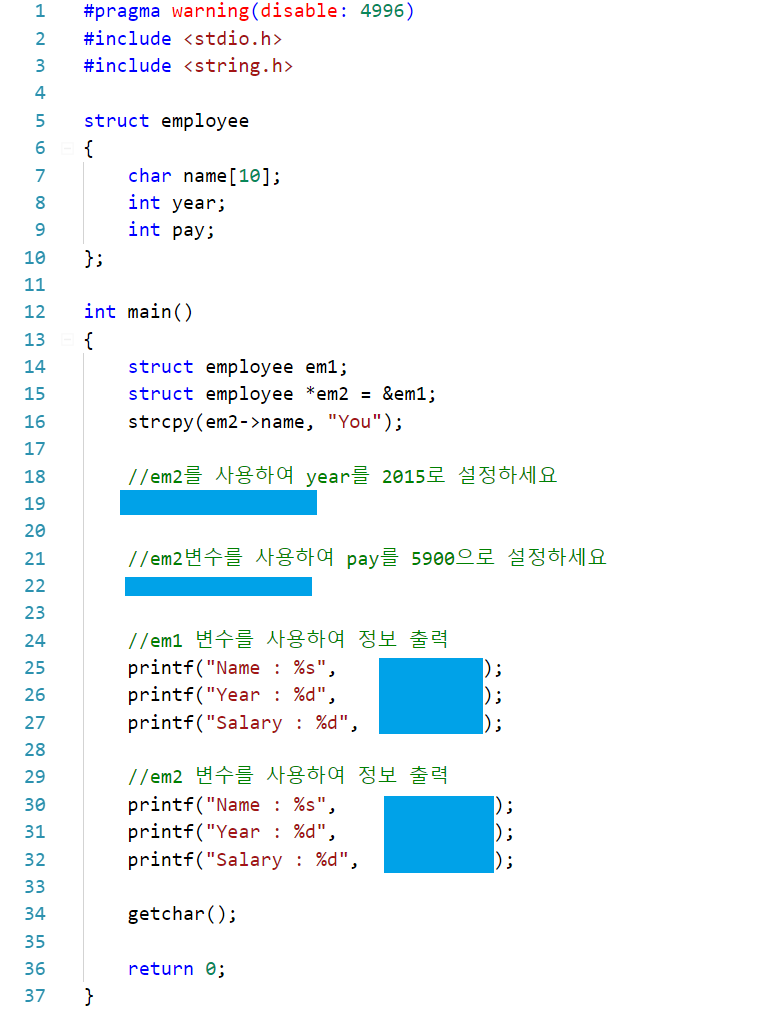 1 #pragma warning(disable: 4996)
2 #include <stdio.h>
3 #include <string.h>
4
5 struct employee
6 {
7 char name[10];
8 int year;
9 int pay;
10 };
11
12 int main()
13 {
14 struct employee em1;
15 struct employee *em2 = &em1;
16 strcpy(em2->name, "You");
17
18 //em2를 사용하여 year를 2015로 설정하세요
19
20
21 //em2변수를 사용하여 pay를 5900으로 설정하세요
22
23
24 //em1 변수를 사용하여 정보 출력
25 printf("Name : %s", );
26 printf("Year : %d", );
27 printf("Salary : %d", );
28
29 //em2 변수를 사용하여 정보 출력
30 printf("Name : %s", );
31 printf("Year : %d", );
32 printf("Salary : %d", );
33
34 getchar();
35
36 return 0;
37 }